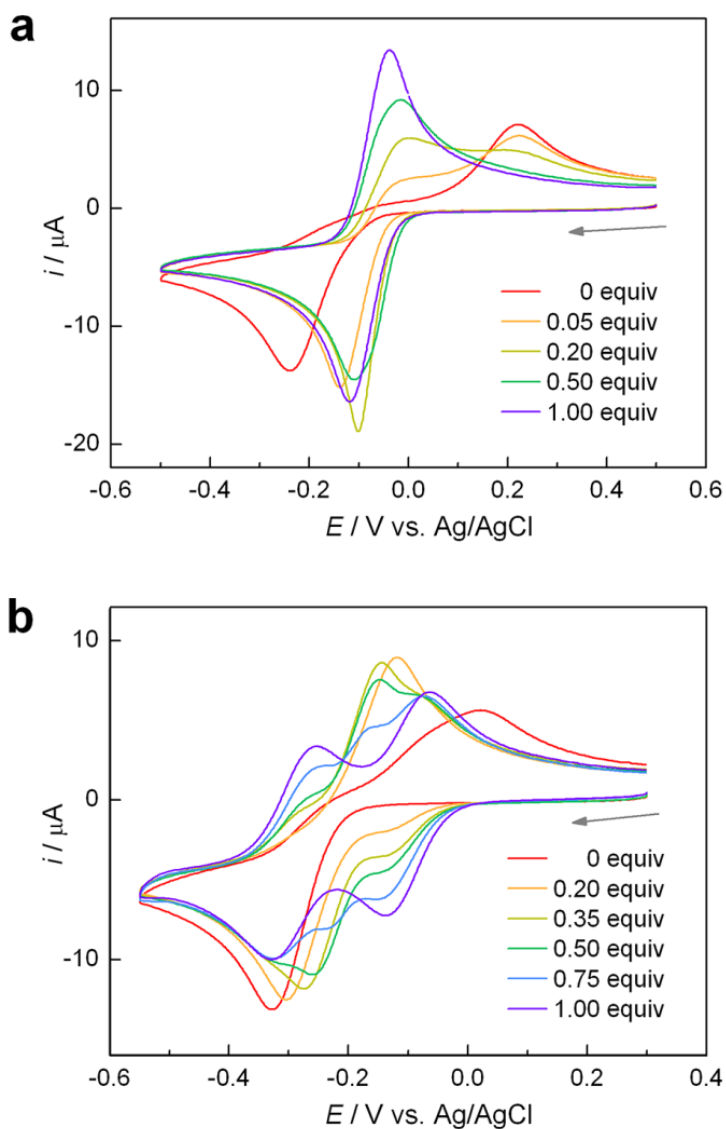 a
10
0
-10
-20
i / μA
0 equiv
0.05 equiv
0.20 equiv
0.50 equiv
1.00 equiv
-0.6 -0.4 -0.2 0.0 0.2 0.4 0.6
E / V vs. Ag/AgCl
b
10
0
-10
i / μA
0 equiv
0.20 equiv
0.35 equiv
0.50 equiv
0.75 equiv
1.00 equiv
-0.6 -0.4 -0.2 0.0 0.2 0.4
E / V vs. Ag/AgCl